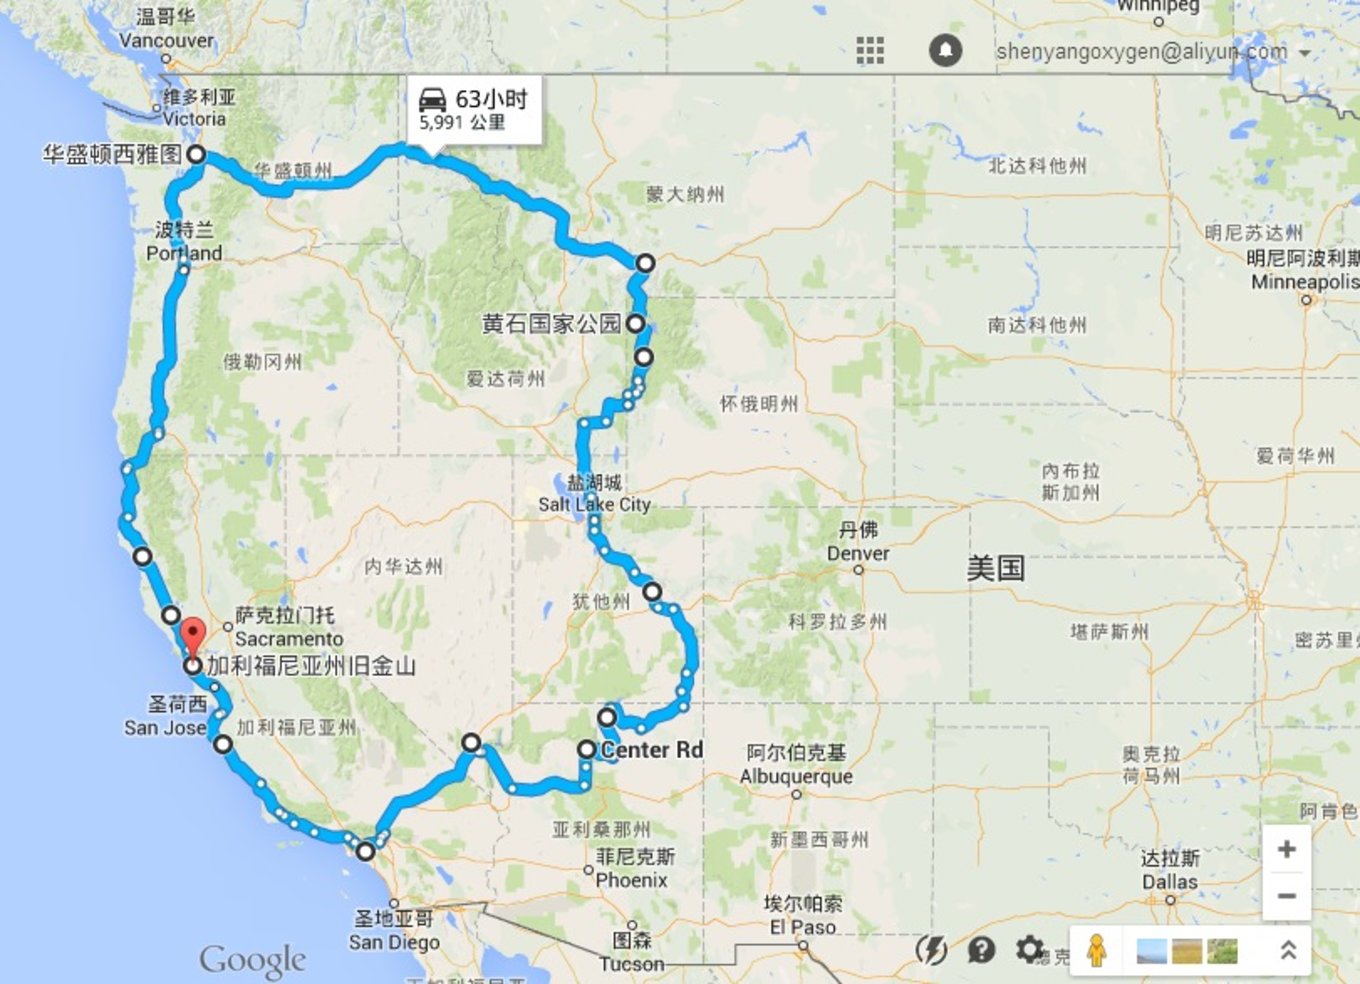 温哥华
Vancouver
Winnipeg
shenyangoxygen@aliyun.com
维多利亚
Victoria
63小时
5,991 公里
华盛顿西雅图
华盛顿州
北达科他州
蒙大纳州
波特兰
Portland
明尼苏达州
明尼阿波利斯
Minneapolis
黄石国家公园
南达科他州
俄勒冈州
爱达荷州
怀俄明州
盐湖城
Salt Lake City
内布拉
斯加州
爱荷华州
丹佛
Denver
美国
内华达州
犹他州
萨克拉门托
Sacramento
科罗拉多州
堪萨斯州
密苏里
加利福尼亚州旧金山
圣荷西
San Jose
加利福尼亚州
Center Rd
阿尔伯克基
Albuquerque
奥克拉
荷马州
亚利桑那州
新墨西哥州
阿肯色
菲尼克斯
Phoenix
达拉斯
Dallas
圣地亚哥
San Diego
埃尔帕索
El Paso
图森
Tucson
Google
德克